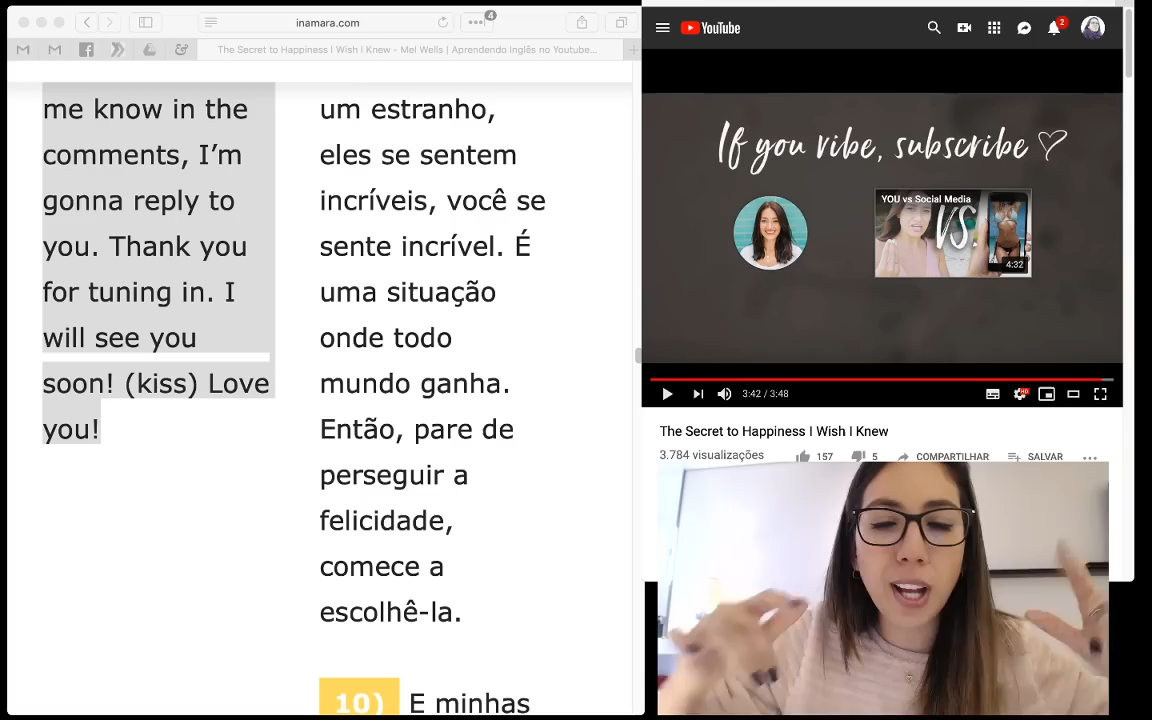 inamara.com
4
The Secret to Happiness I Wish I Knew - Mel Wells | Aprendendo Inglês no Youtube...
me know in the
comments, I'm
gonna reply to
you. Thank you
for tuning in. I
will see you
soon! (kiss) Love
you!
um estranho,
eles se sentem
incríveis, você se
sente incrível. É
uma situação
onde todo
mundo ganha.
Então, pare de
perseguir a
felicidade,
comece a
escolhê-la.
10) E minhas
YouTube
2
If you vibe, subscribe
YOU vs Social Media
VS.
4:32
3:42 / 3:48
HD
The Secret to Happiness I Wish I Knew
3.784 visualizações
157
5
COMPARTILHAR
SALVAR